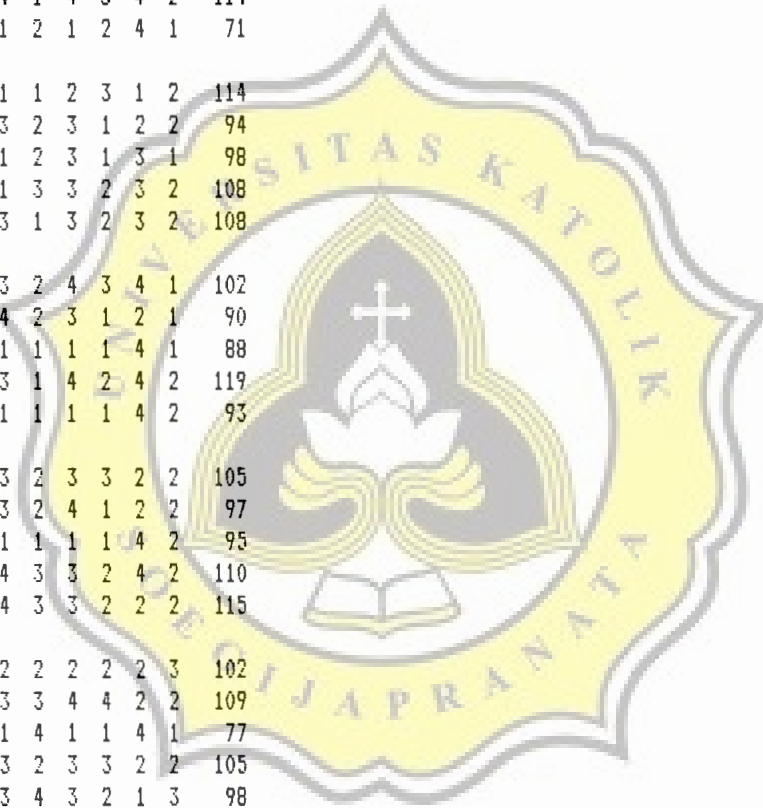 1 2 1 2 4 1 71
1 1 2 3 1 2 114
3 2 3 1 2 2 94
1 2 3 1 3 1 98
1 3 3 2 3 2 108
3 1 3 2 3 2 108
3 2 4 3 4 1 102
4 2 3 1 2 1 90
1 1 1 1 4 1 88
3 1 4 2 4 2 119
1 1 1 1 4 2 93
3 2 3 3 2 2 105
3 2 4 1 2 2 97
1 1 1 1 4 2 95
4 3 3 2 4 2 110
4 3 3 2 2 2 115
2 2 2 2 2 3 102
3 3 4 4 2 2 109
1 4 1 1 4 1 77
3 2 3 3 2 2 105
3 4 3 2 1 3 98
UNIVERSITAS KATOLIK
SOEGIJAPRANATA